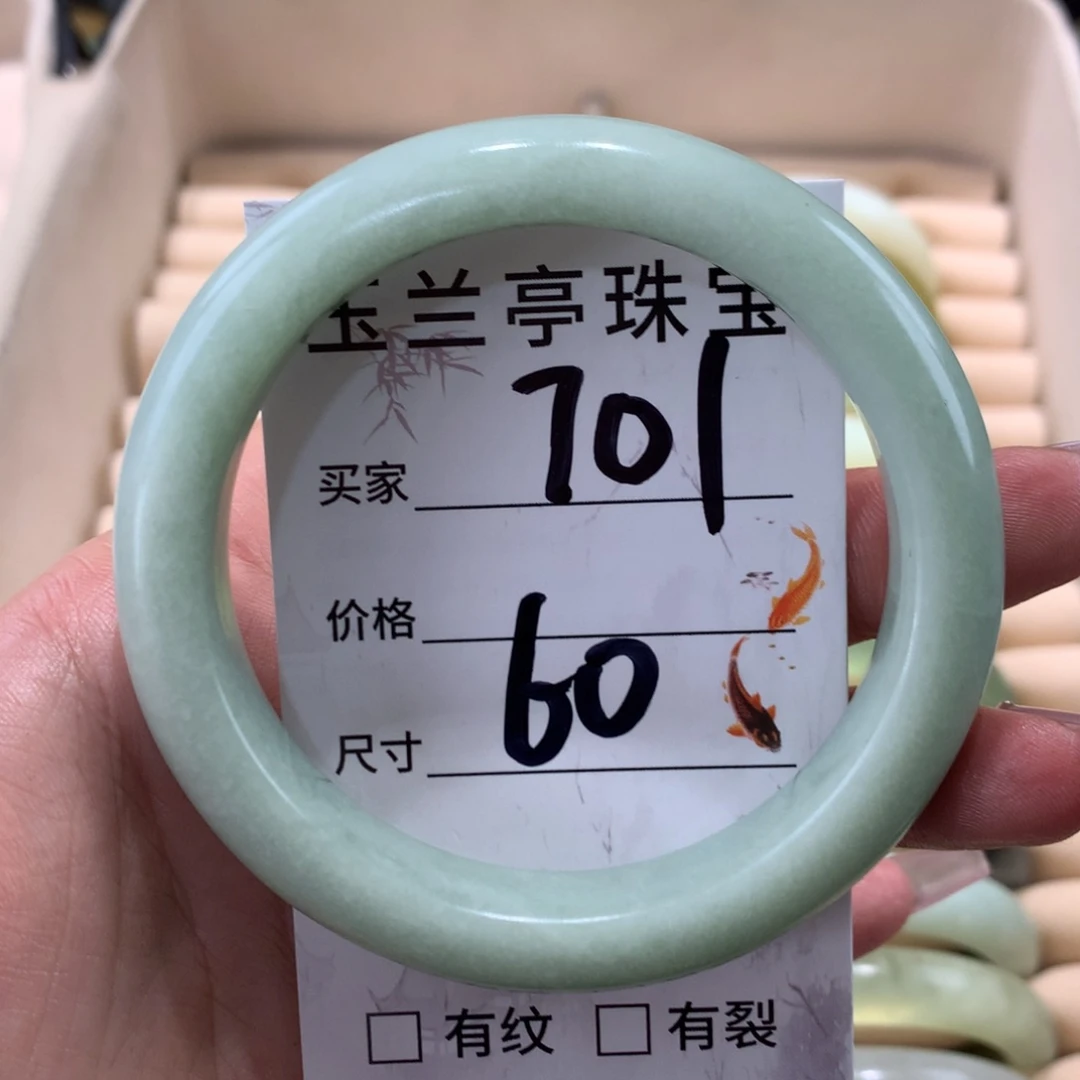 玉兰亭珠宝
买家 701
价格
尺寸 60
有纹 有裂